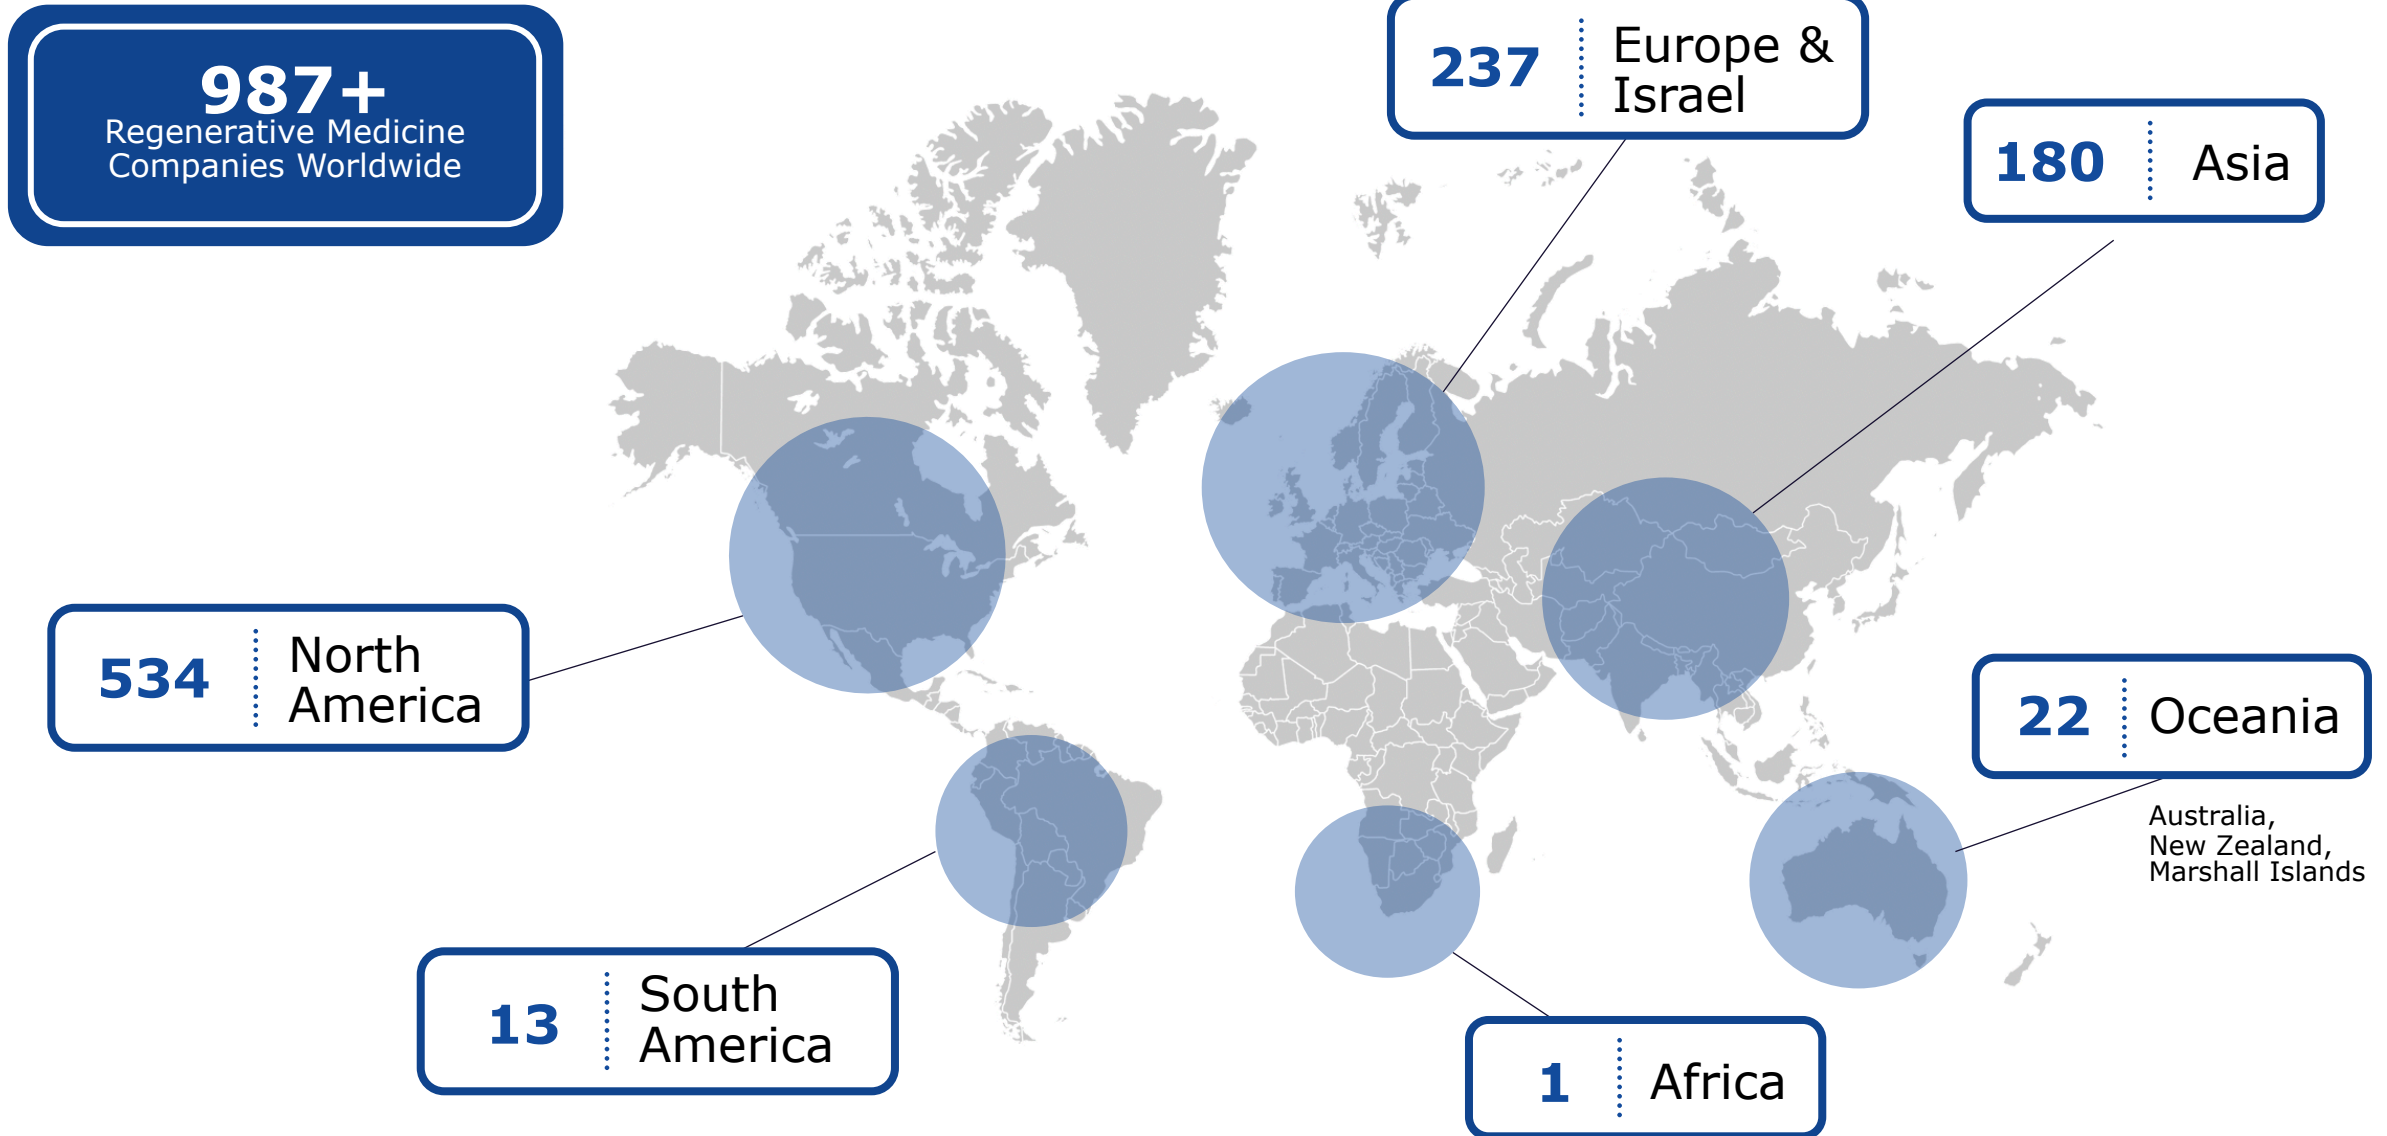 987+
Regenerative Medicine
Companies Worldwide
237
Europe &
Israel
180
Asia
534
North
America
22
Oceania
Australia,
New Zealand,
Marshall Islands
13
South
America
1
Africa